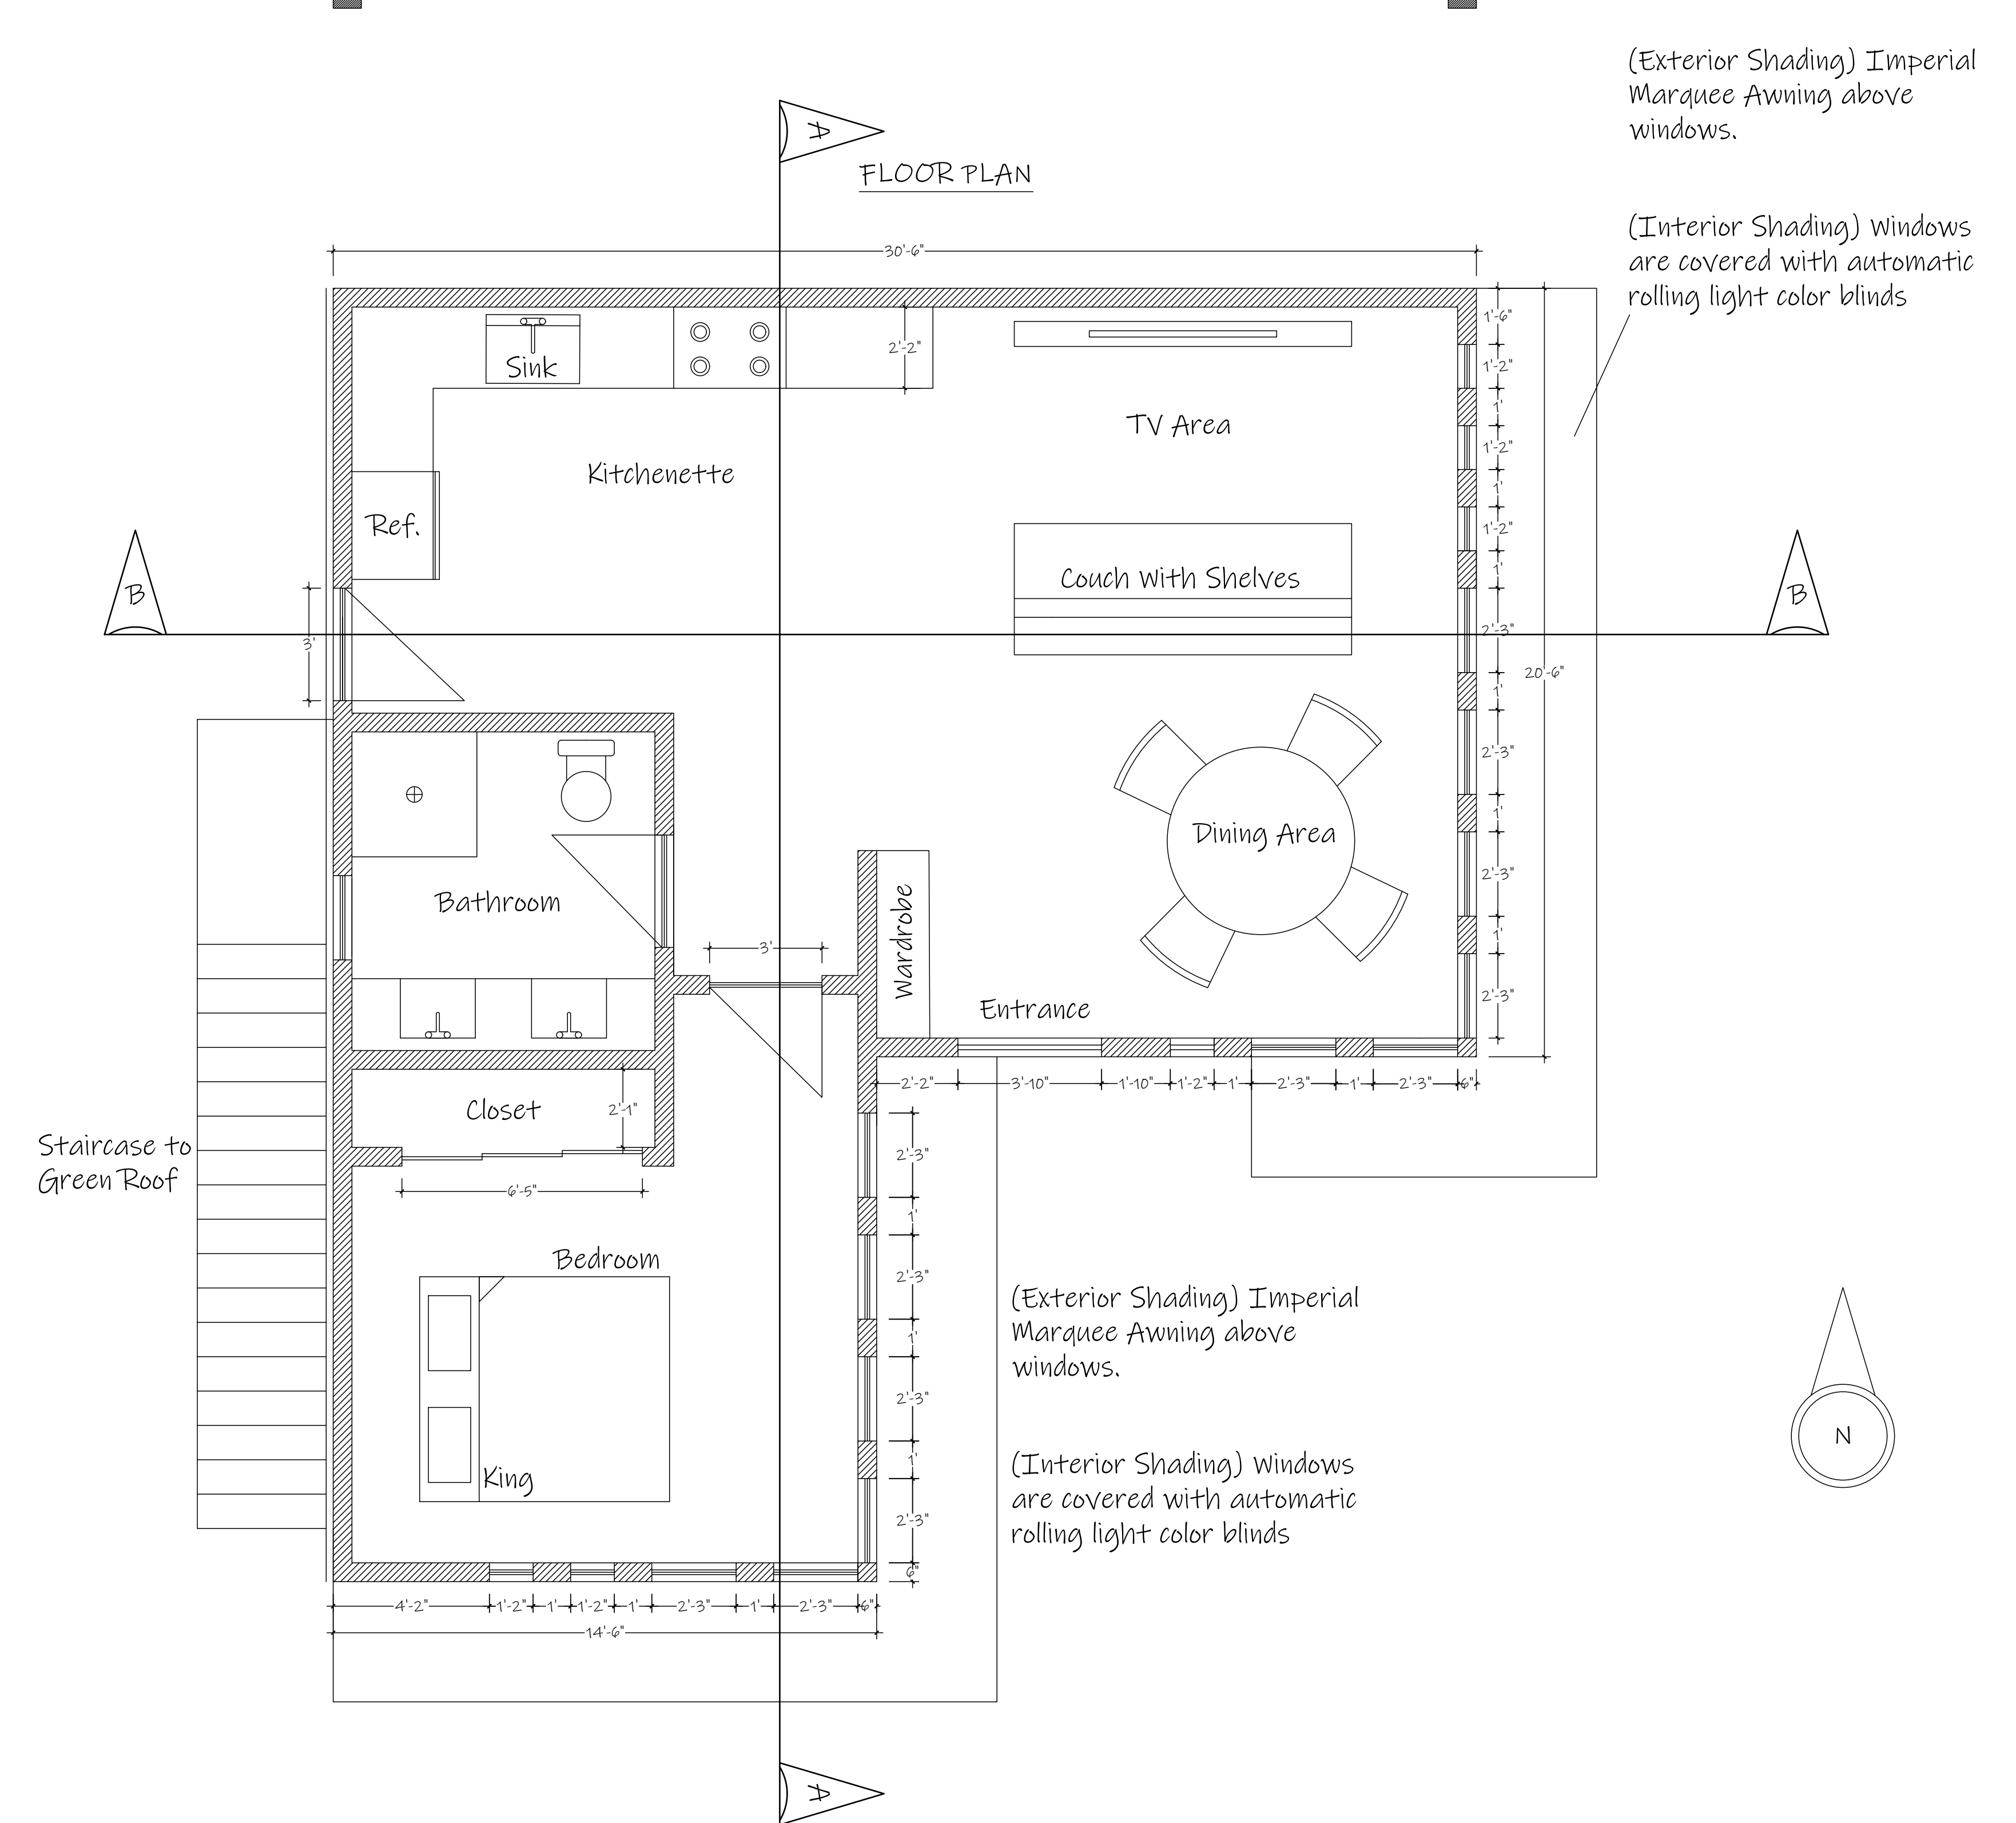 (Exterior Shading) Imperial
Marquee Awning above
windows.
A
FLOOR PLAN
(Interior Shading) Windows
are covered with automatic
rolling light color blinds
30'-6"
1'-6"
2'-2"
Sink
1'-2"
1'
TV Area
1'-2"
Kitchenette
1'
Ref.
1'-2"
1'
Couch With Shelves
B
B
2'-3"
3'
20'-6"
1'
2'-3"
1'
Dining Area
2'-3"
Bathroom
Wardrobe
1'
3'
2'-3"
Entrance
2'-2"
3'-10"
1'-10"
1'-2"
1'
2'-3"
1'
2'-3"
6"
Closet
2'-1"
Staircase to
Green Roof
2'-3"
6'-5"
1'
Bedroom
2'-3"
(Exterior Shading) Imperial
Marquee Awning above
windows.
1'
2'-3"
N
1'
King
(Interior Shading) Windows
are covered with automatic
rolling light color blinds
2'-3"
6"
4'-2"
1'-2"
1'
1'-2"
1'
2'-3"
1'
2'-3"
6"
14'-6"
A